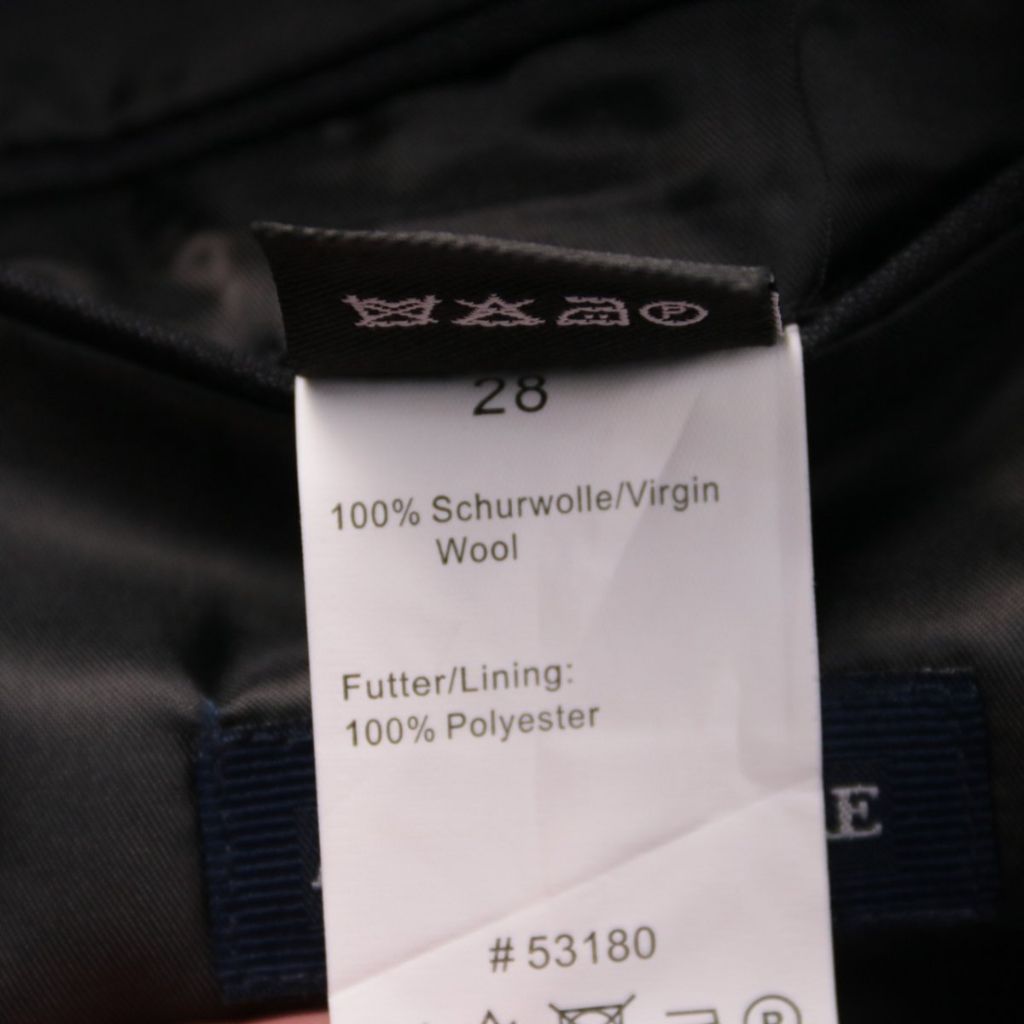 P
28
100% Schurwolle/Virgin
Wool
Futter/Lining:
100% Polyester
E
# 53180
P